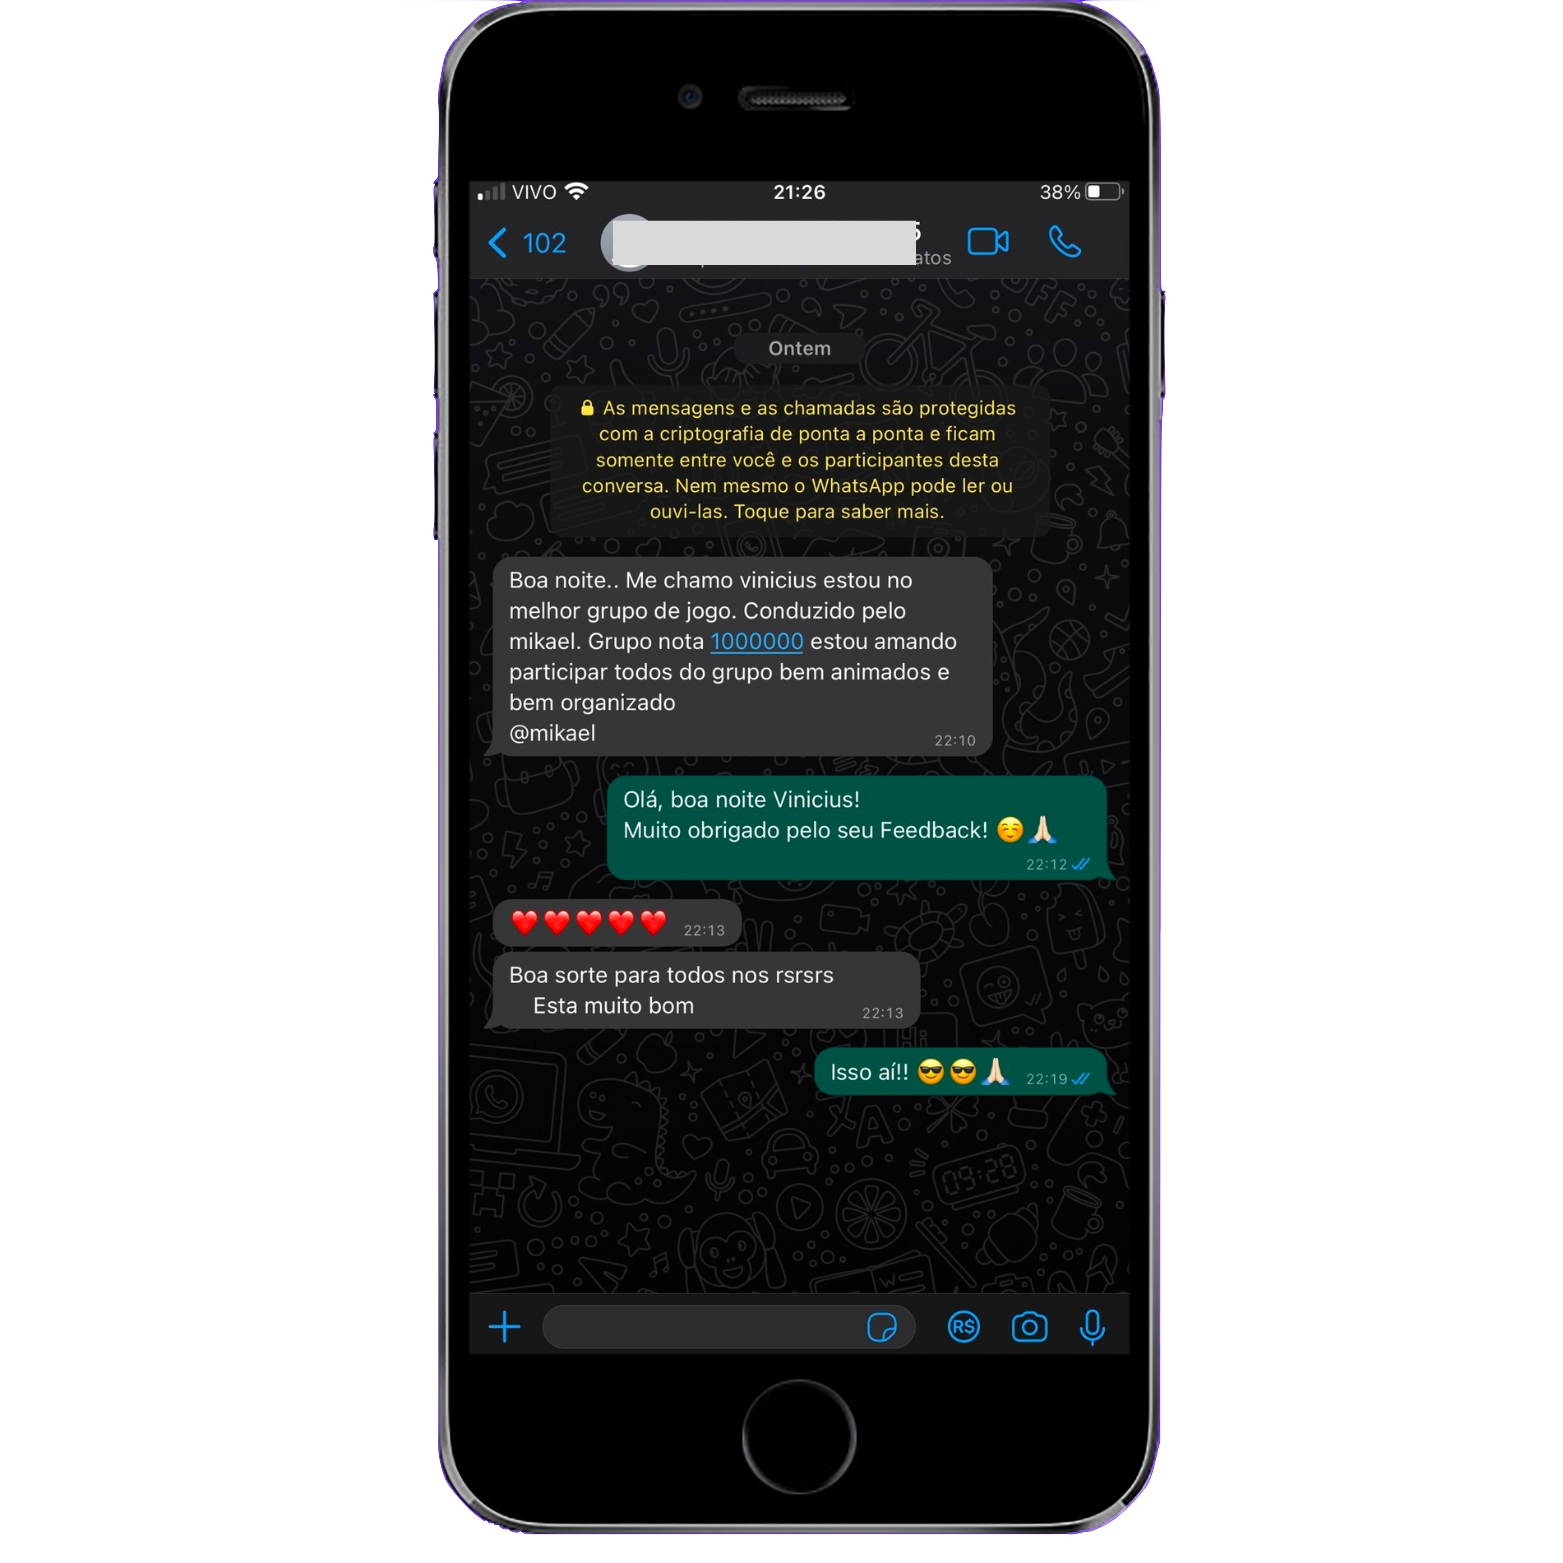 VIVO 21:26 38%
102
5
atos
Ontem
As mensagens e as chamadas são protegidas
com a criptografia de ponta a ponta e ficam
somente entre você e os participantes desta
conversa. Nem mesmo o WhatsApp pode ler ou
ouvi-las. Toque para saber mais.
Boa noite.. Me chamo vinicius estou no
melhor grupo de jogo. Conduzido pelo
mikael. Grupo nota 1000000 estou amando
participar todos do grupo bem animados e
bem organizado
@mikael
22:10
Olá, boa noite Vinicius!
Muito obrigado pelo seu Feedback! ☺️🙏🏻
22:12
❤️❤️❤️❤️❤️ 22:13
Boa sorte para todos nos rsrsrs
Esta muito bom
22:13
Isso aí!! 😎😎🙏🏻 22:19
R$